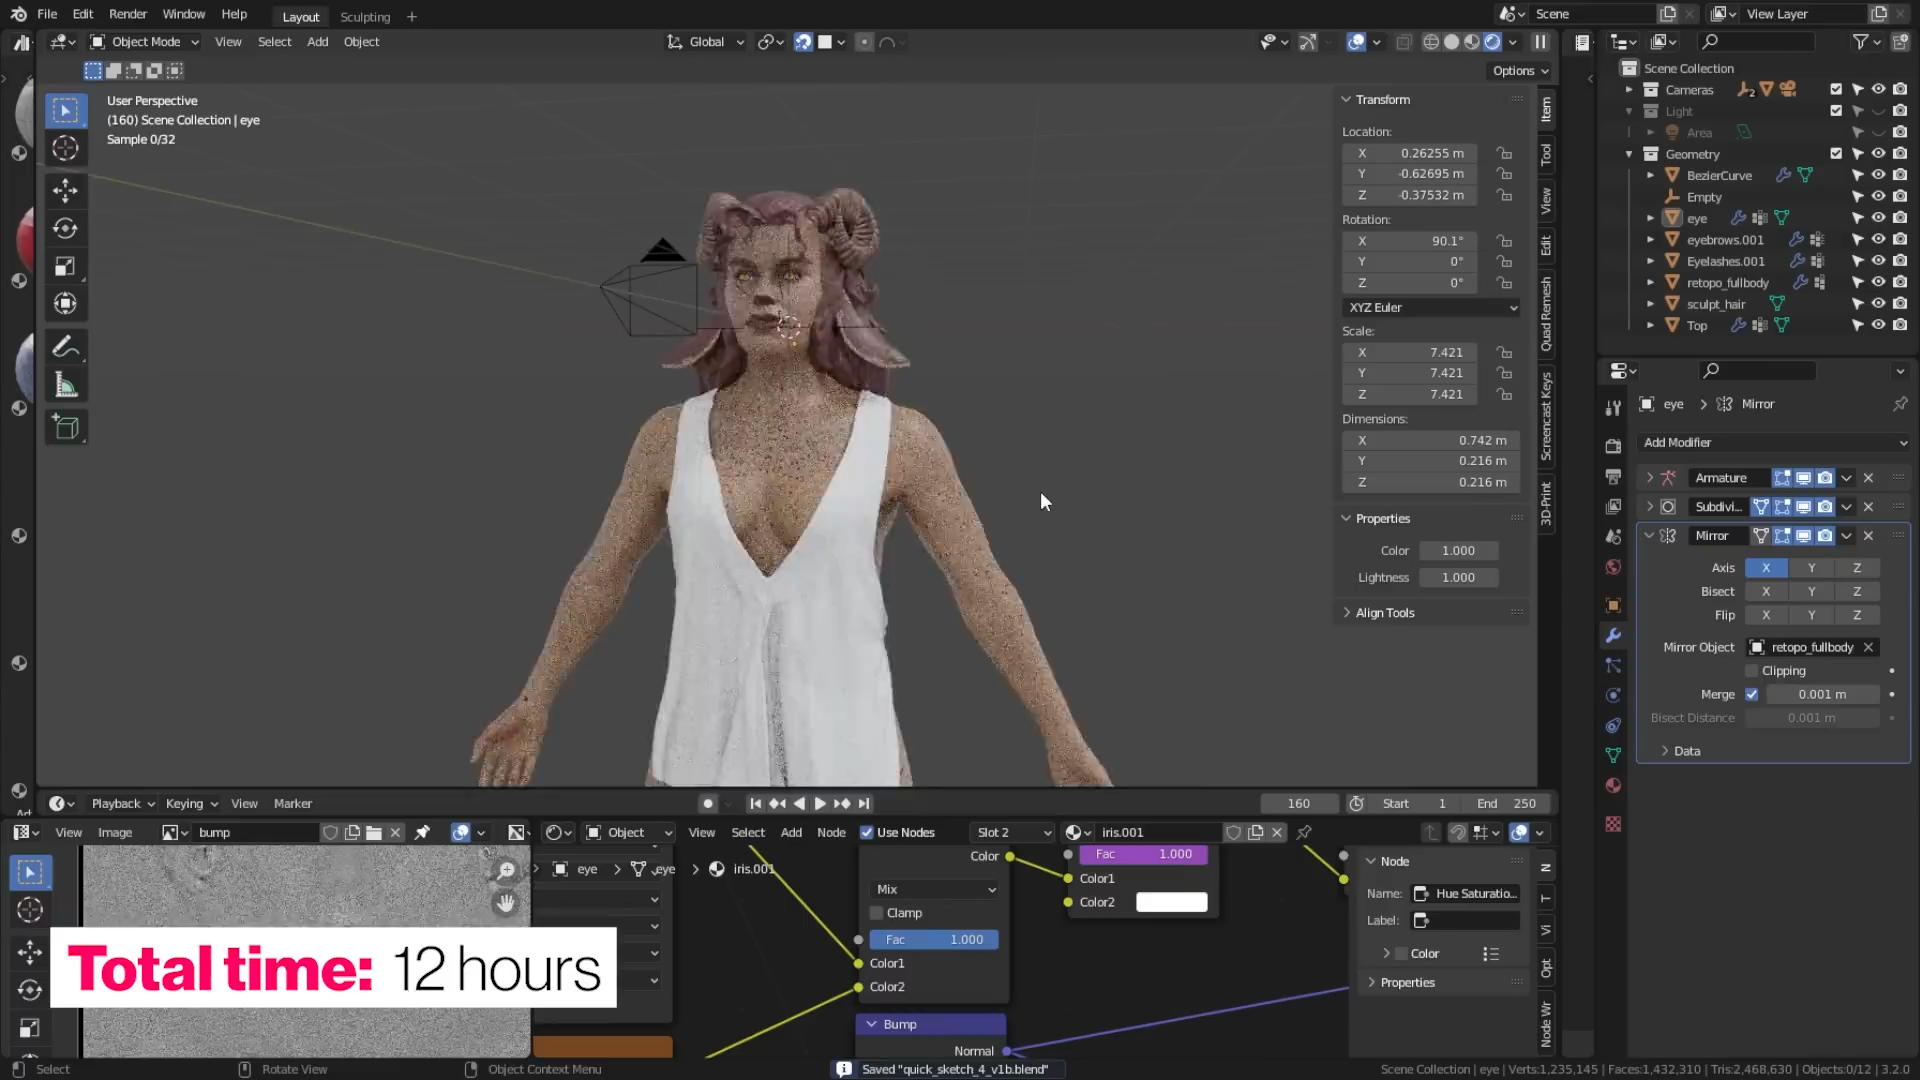 File Edit Render Window Help Layout Sculpting + Scene View Layer
Object Mode View Select Add Object Global
Options
User Perspective
(160) Scene Collection | eye
Sample 0/32
Transform
Location:
X 0.26255 m
Y -0.62695 m
Z -0.37532 m
Rotation:
X 90.1°
Y 0°
Z 0°
XYZ Euler
Scale:
X 7.421
Y 7.421
Z 7.421
Dimensions:
X 0.742 m
Y 0.216 m
Z 0.216 m
Properties
Color 1.000
Lightness 1.000
Align Tools
Item
Tool
View
Edit
Quad Remesh
Screencast Keys
3D-Print
Scene Collection
Cameras 2
Light
Area
Geometry
BezierCurve
Empty
eye
eyebrows.001
Eyelashes.001
retopo_fullbody
sculpt_hair
Top
eye > Mirror
Add Modifier
Armature
Subdivi...
Mirror
Axis X Y Z
Bisect X Y Z
Flip X Y Z
Mirror Object retopo_fullbody
Clipping
Merge 0.001 m
Bisect Distance 0.001 m
Data
Playback Keying View Marker 160 Start 1 End 250
View Image bump
Object View Select Add Node Use Nodes Slot 2 iris.001
eye > eye > iris.001
Color
Mix
Clamp
Fac 1.000
Color1
Color2
Bump
Normal
Fac 1.000
Color1
Color2
Node
Name: Hue Saturatio...
Label:
Color
Properties
N
T
Vi
Opt
Node Wr
Total time: 12 hours
Select Rotate View Object Context Menu Saved "quick_sketch_4_v1b.blend" Scene Collection | eye | Verts:1,235,145 | Faces:1,432,310 | Tris:2,468,630 | Objects:0/12 | 3.2.0